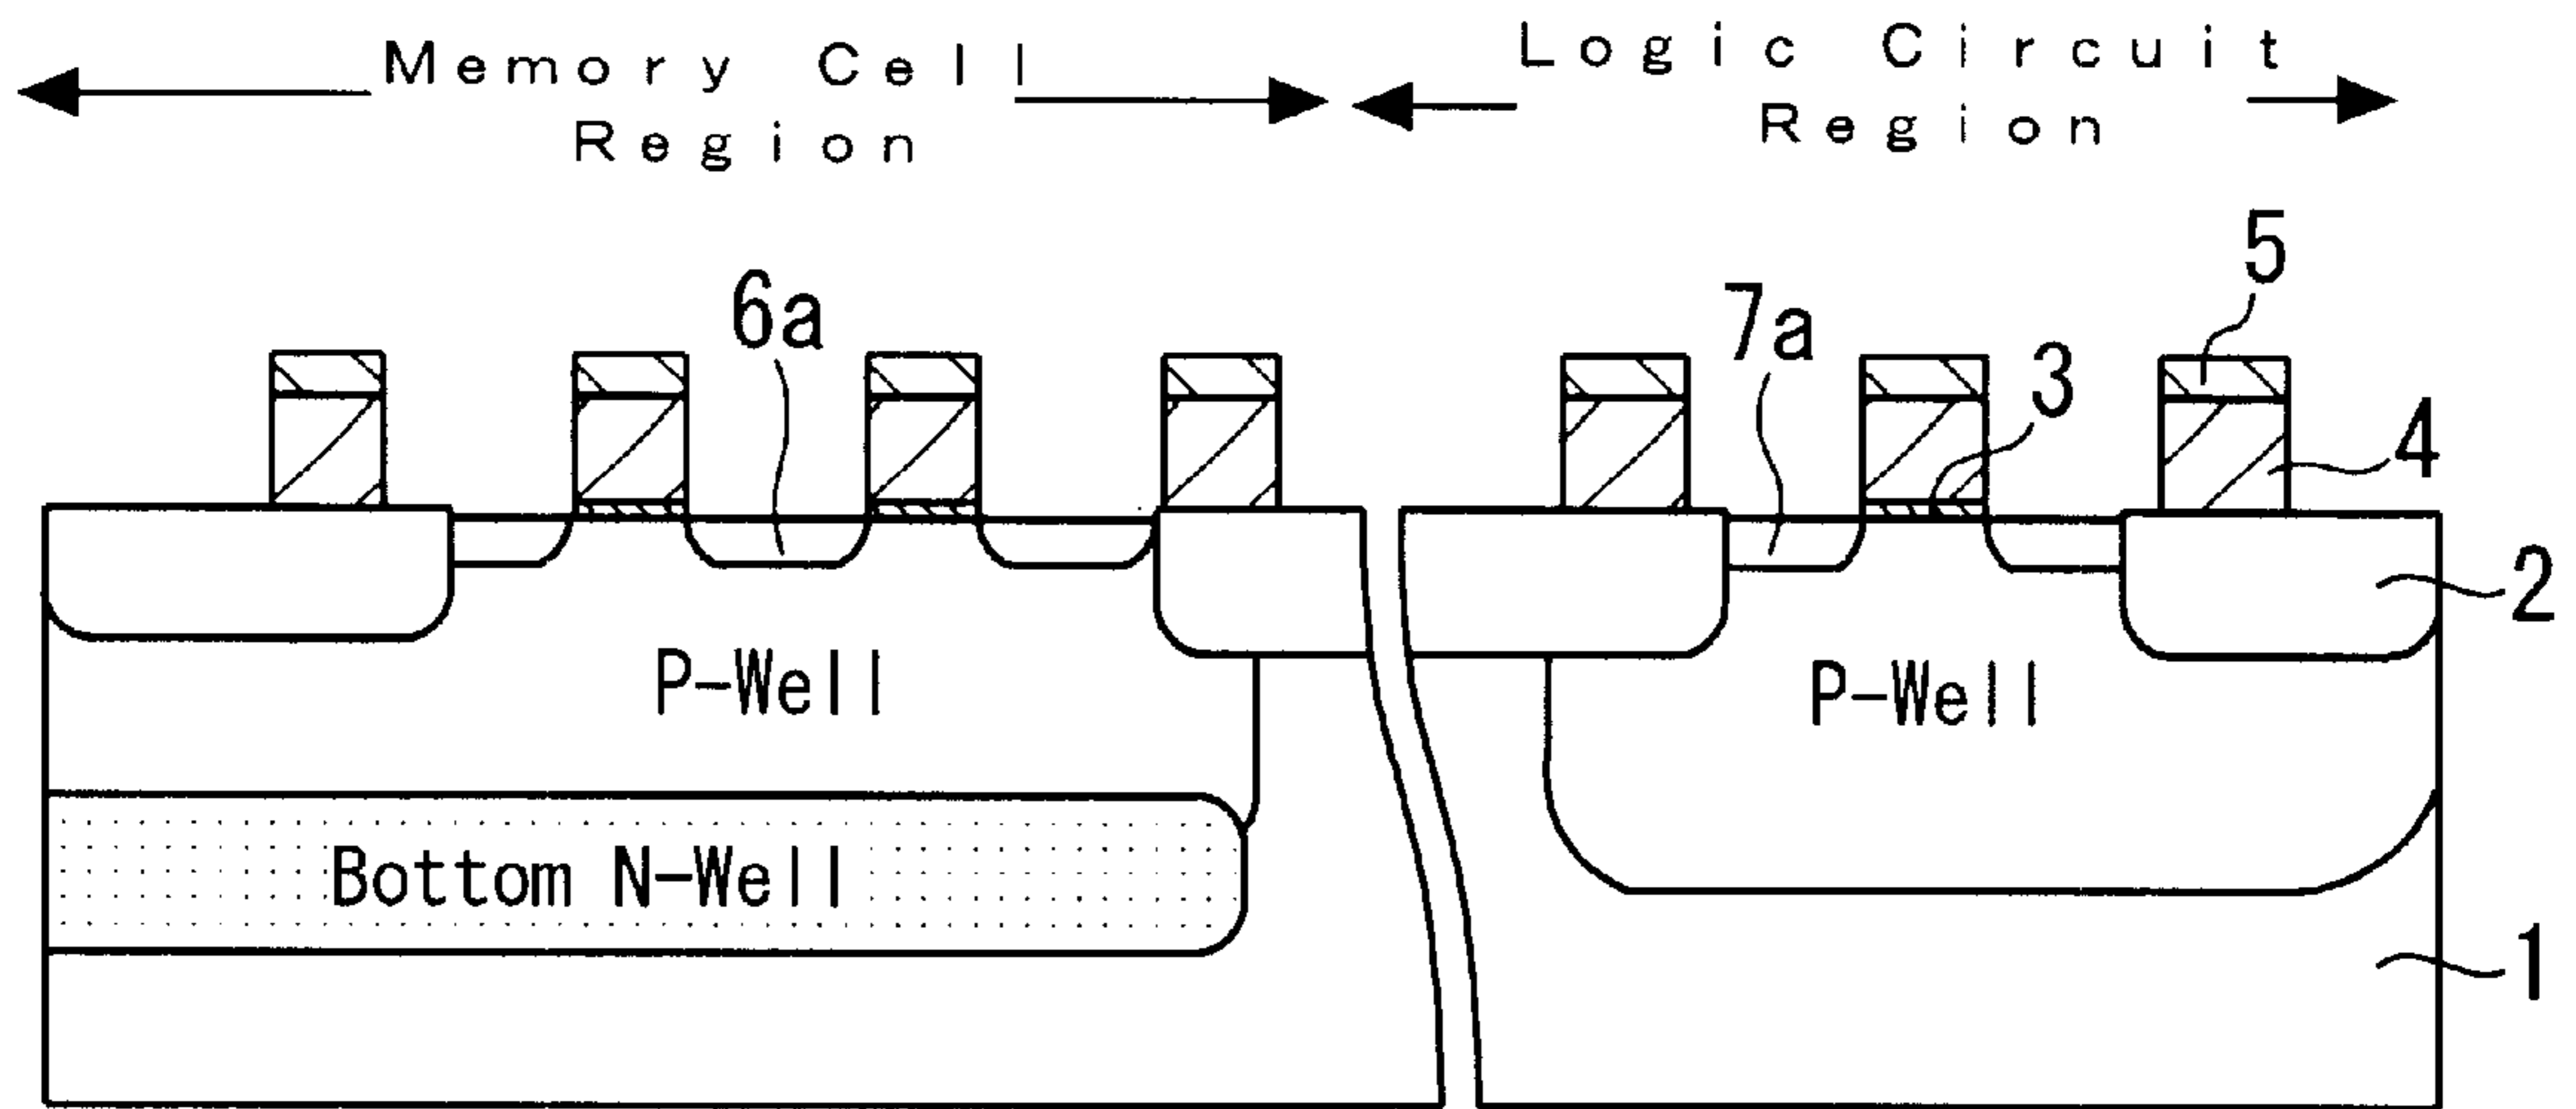 Memory Cell
Region
Logic Circuit
Region
5
6a
7a
3
4
2
P-Well
P-Well
Bottom N-Well
1